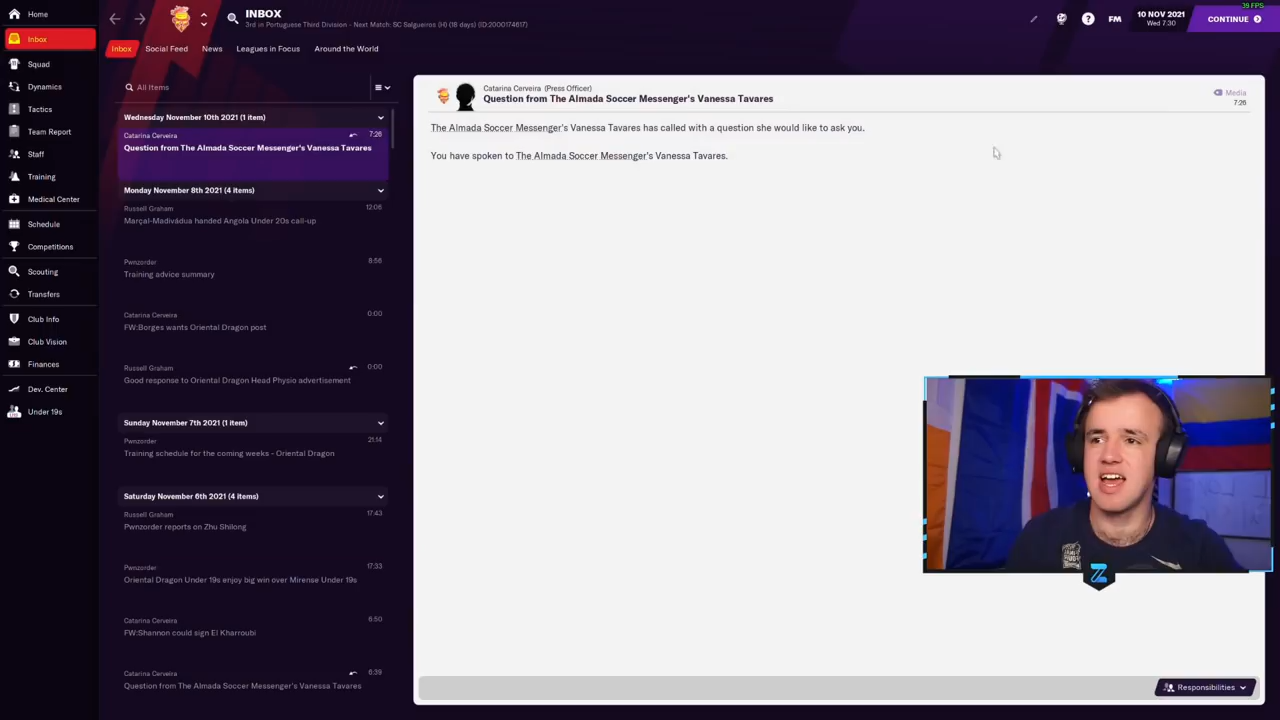 39 FPS
Home
INBOX
3rd in Portuguese Third Division - Next Match: SC Salgueiros (H) (18 days) (ID:2000174617)
FM
10 NOV 2021
Wed 7:30
CONTINUE
Inbox
Inbox
Social Feed
News
Leagues in Focus
Around the World
Squad
Dynamics
Tactics
Team Report
Staff
Training
Medical Center
Schedule
Competitions
Scouting
Transfers
Club Info
Club Vision
Finances
Dev. Center
Under 19s
All Items
Wednesday November 10th 2021 (1 item)
Catarina Cerveira 7:26
Question from The Almada Soccer Messenger's Vanessa Tavares
Monday November 8th 2021 (4 items)
Russell Graham 12:06
Marçal-Madivádua handed Angola Under 20s call-up
Pwnzorder 8:56
Training advice summary
Catarina Cerveira 0:00
FW:Borges wants Oriental Dragon post
Russell Graham 0:00
Good response to Oriental Dragon Head Physio advertisement
Sunday November 7th 2021 (1 item)
Pwnzorder 21:14
Training schedule for the coming weeks - Oriental Dragon
Saturday November 6th 2021 (4 items)
Russell Graham 17:43
Pwnzorder reports on Zhu Shilong
Pwnzorder 17:33
Oriental Dragon Under 19s enjoy big win over Mirense Under 19s
Catarina Cerveira 6:50
FW:Shannon could sign El Kharroubi
Catarina Cerveira 6:39
Question from The Almada Soccer Messenger's Vanessa Tavares
Catarina Cerveira (Press Officer)
Question from The Almada Soccer Messenger's Vanessa Tavares
Media
7:26
The Almada Soccer Messenger's Vanessa Tavares has called with a question she would like to ask you.
You have spoken to The Almada Soccer Messenger's Vanessa Tavares.
Responsibilities